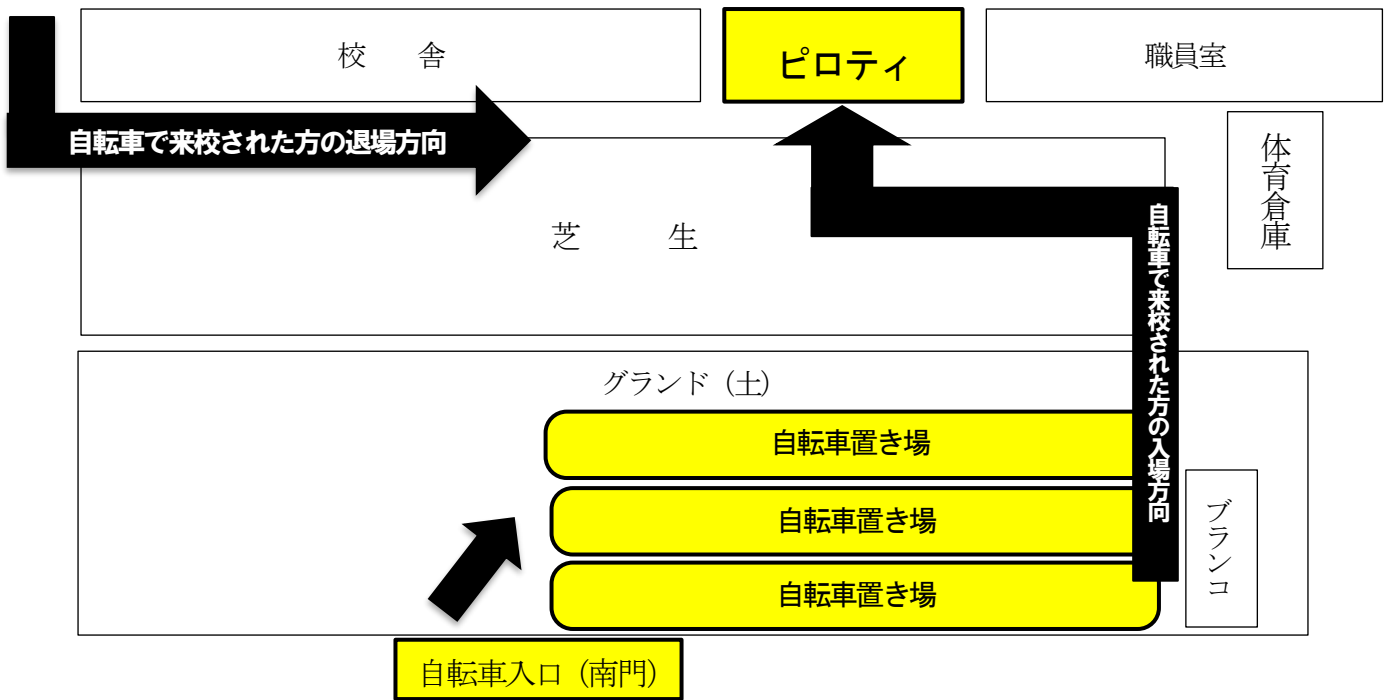 校　舎
ピロティ
職員室
自転車で来校された方の退場方向
体育倉庫
芝　生
自転車で来校された方の入場方向
グランド（土）
自転車置き場
自転車置き場
自転車置き場
ブランコ
自転車入口（南門）